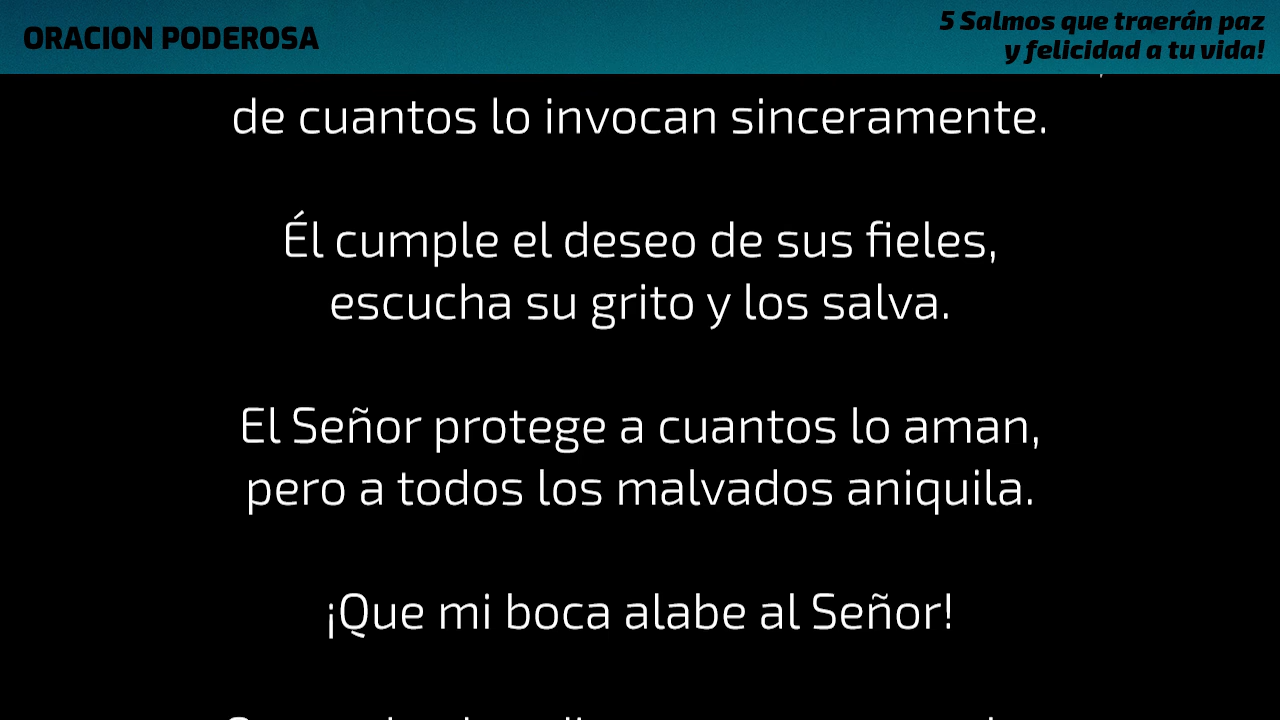 ORACION PODEROSA
5 Salmos que traerán paz
y felicidad a tu vida!
de cuantos lo invocan sinceramente.
Él cumple el deseo de sus fieles,
escucha su grito y los salva.
El Señor protege a cuantos lo aman,
pero a todos los malvados aniquila.
¡Que mi boca alabe al Señor!